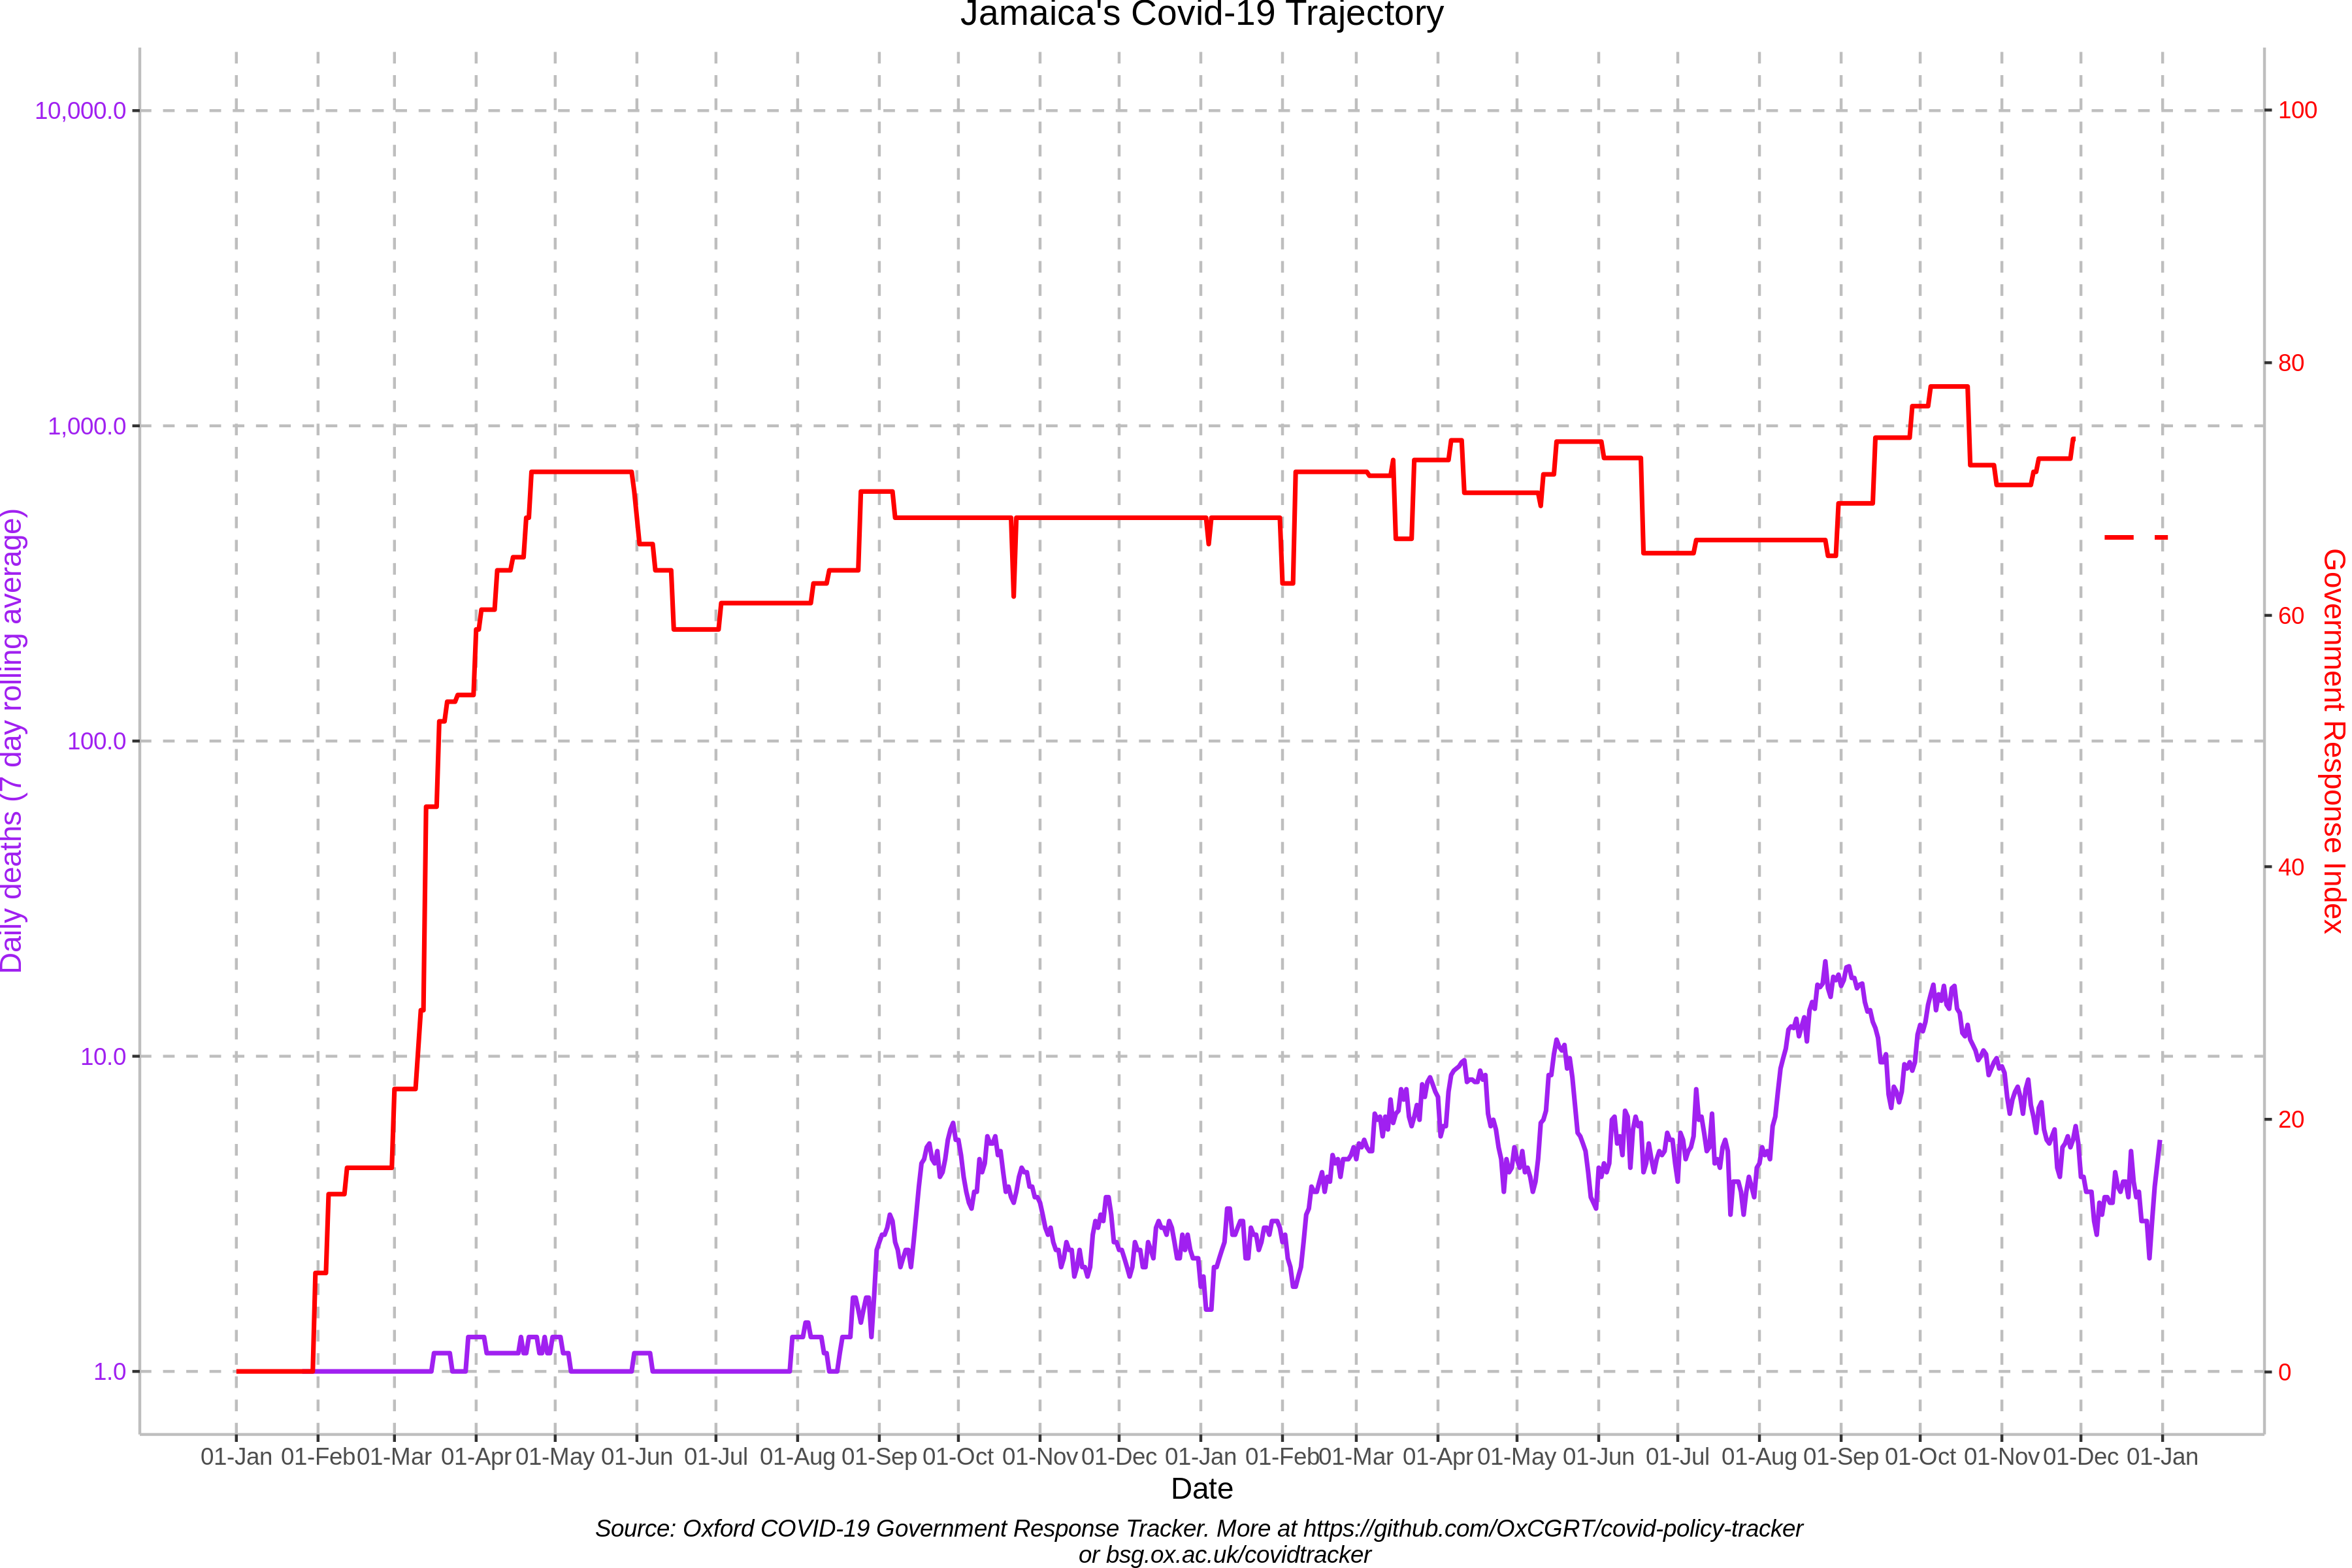 Jamaica's Covid-19 Trajectory
10,000.0
1,000.0
100.0
10.0
1.0
Daily deaths (7 day rolling average)
100
80
60
40
20
0
Government Response Index
01-Jan 01-Feb 01-Mar 01-Apr 01-May 01-Jun 01-Jul 01-Aug 01-Sep 01-Oct 01-Nov 01-Dec 01-Jan 01-Feb 01-Mar 01-Apr 01-May 01-Jun 01-Jul 01-Aug 01-Sep 01-Oct 01-Nov 01-Dec 01-Jan
Date
Source: Oxford COVID-19 Government Response Tracker. More at https://github.com/OxCGRT/covid-policy-tracker
or bsg.ox.ac.uk/covidtracker